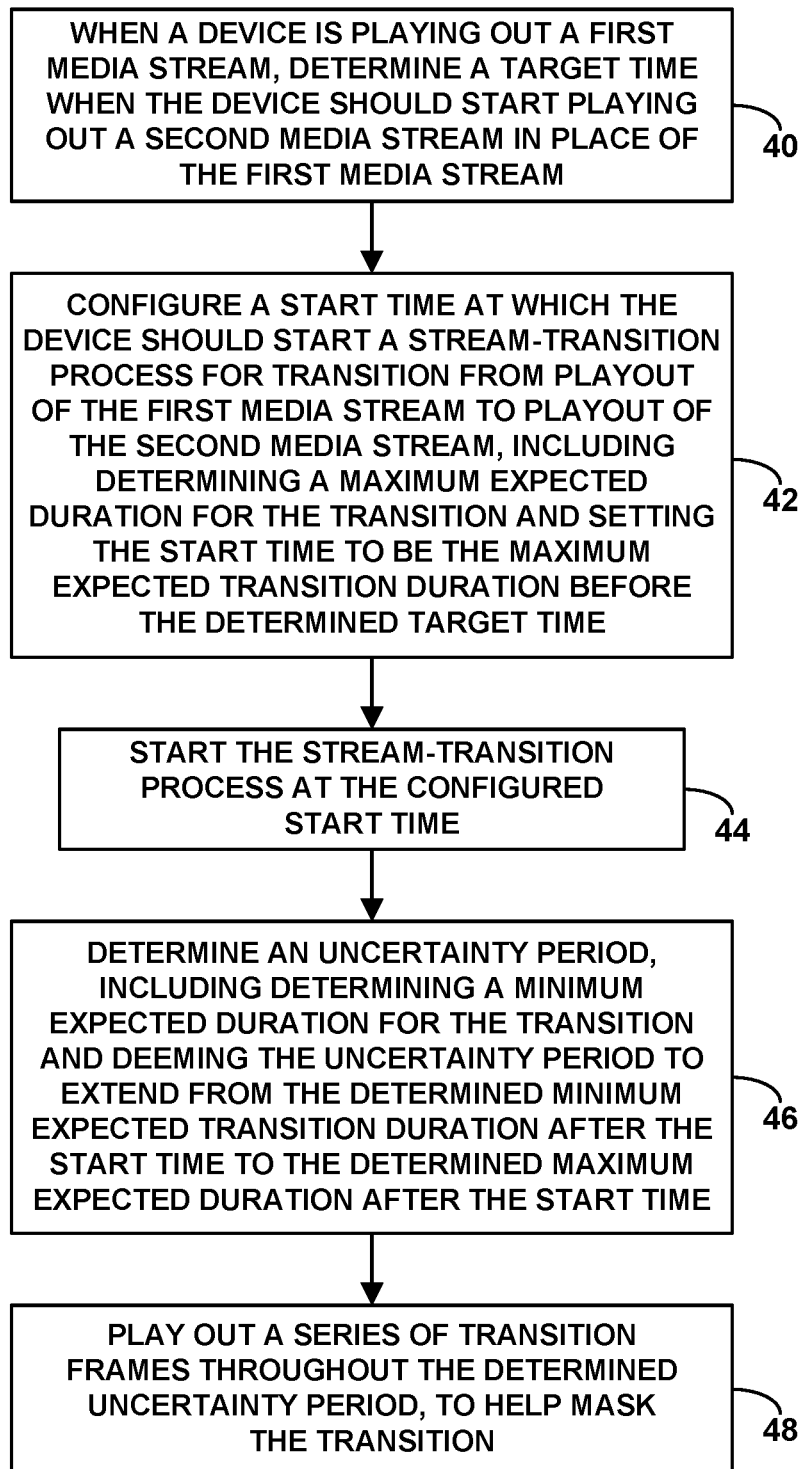 WHEN A DEVICE IS PLAYING OUT A FIRST
MEDIA STREAM, DETERMINE A TARGET TIME
WHEN THE DEVICE SHOULD START PLAYING
OUT A SECOND MEDIA STREAM IN PLACE OF
THE FIRST MEDIA STREAM
40
CONFIGURE A START TIME AT WHICH THE
DEVICE SHOULD START A STREAM-TRANSITION
PROCESS FOR TRANSITION FROM PLAYOUT
OF THE FIRST MEDIA STREAM TO PLAYOUT OF
THE SECOND MEDIA STREAM, INCLUDING
DETERMINING A MAXIMUM EXPECTED
DURATION FOR THE TRANSITION AND SETTING
THE START TIME TO BE THE MAXIMUM
EXPECTED TRANSITION DURATION BEFORE
THE DETERMINED TARGET TIME
42
START THE STREAM-TRANSITION
PROCESS AT THE CONFIGURED
START TIME
44
DETERMINE AN UNCERTAINTY PERIOD,
INCLUDING DETERMINING A MINIMUM
EXPECTED DURATION FOR THE TRANSITION
AND DEEMING THE UNCERTAINTY PERIOD TO
EXTEND FROM THE DETERMINED MINIMUM
EXPECTED TRANSITION DURATION AFTER THE
START TIME TO THE DETERMINED MAXIMUM
EXPECTED DURATION AFTER THE START TIME
46
PLAY OUT A SERIES OF TRANSITION
FRAMES THROUGHOUT THE DETERMINED
UNCERTAINTY PERIOD, TO HELP MASK
THE TRANSITION
48